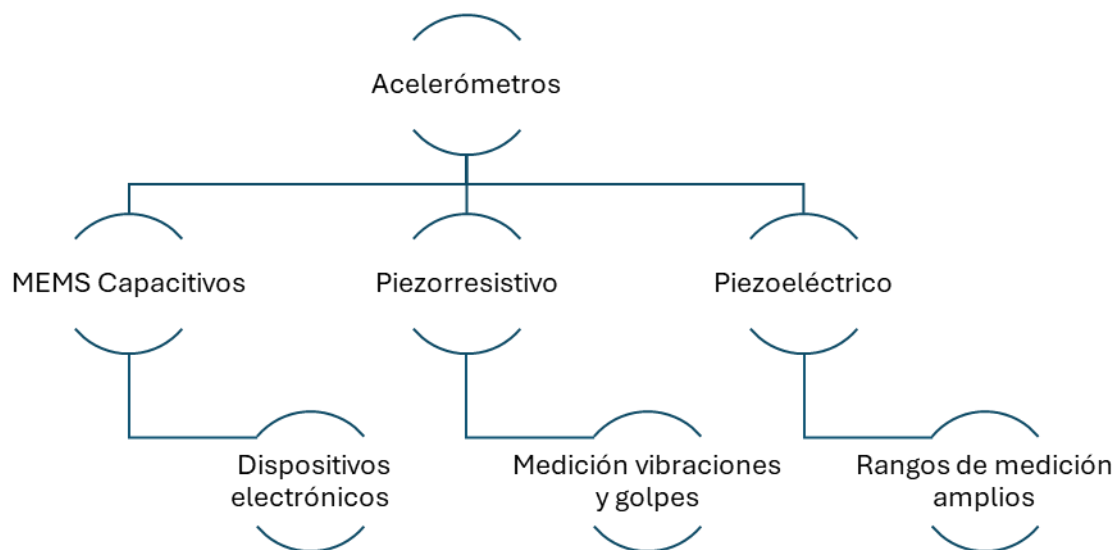 Acelerómetros
MEMS Capacitivos
Piezorresistivo
Piezoeléctrico
Dispositivos
electrónicos
Medición vibraciones
y golpes
Rangos de medición
amplios